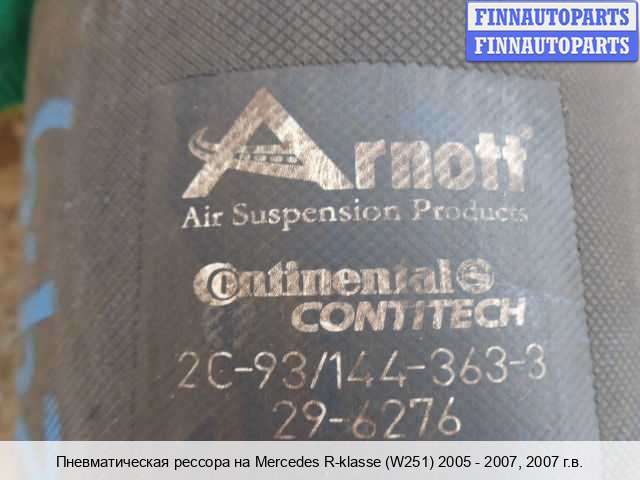 FINNAUTOPARTS
FINNAUTOPARTS
Arnott®
Air Suspension Products
Continental
CONTITECH
2C-93/144-363-3
29-6276
Пневматическая рессора на Mercedes R-klasse (W251) 2005 - 2007, 2007 г.в.